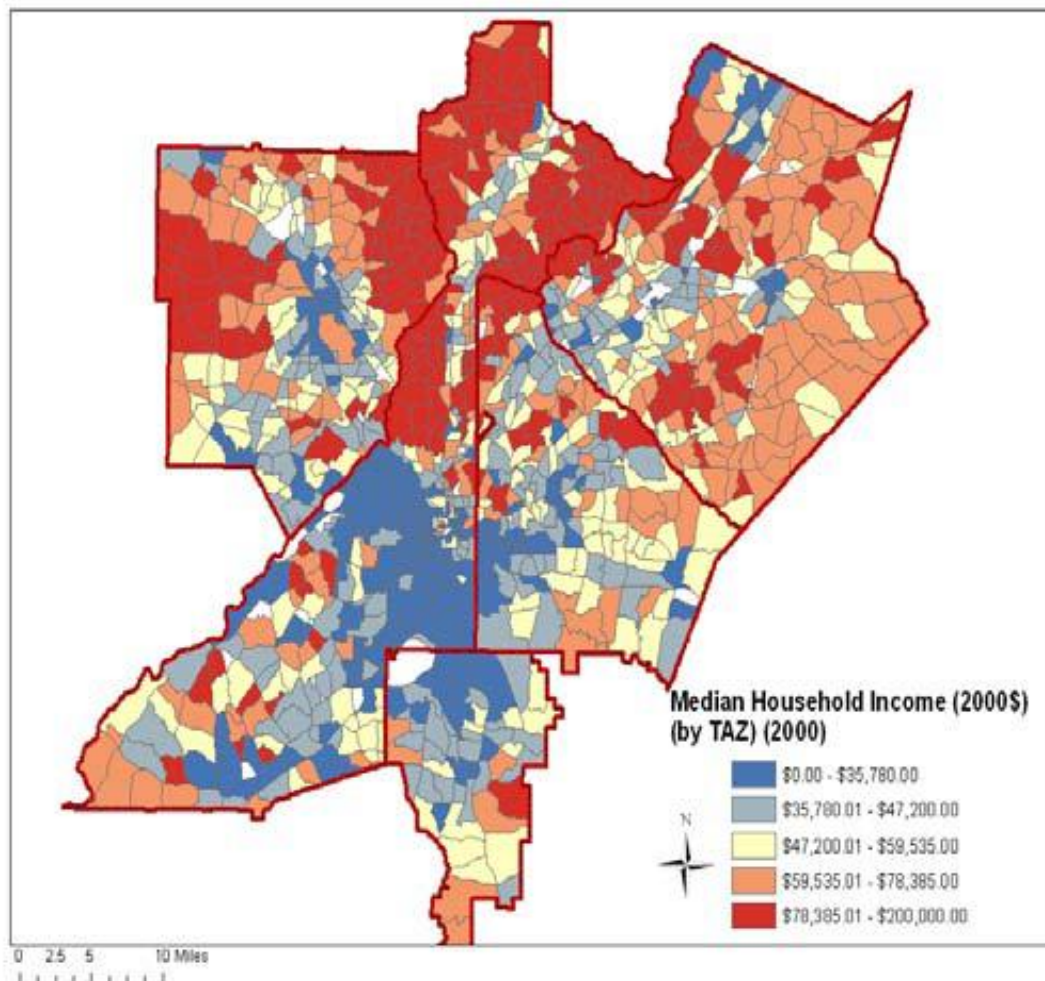 Median Household Income (2000$)
(by TAZ) (2000)
$0.00 - $35,780.00
$35,780.01 - $47,200.00
$47,200.01 - $59,535.00
$59,535.01 - $78,385.00
$78,385.01 - $200,000.00
N
0 2.5 5 10 Miles